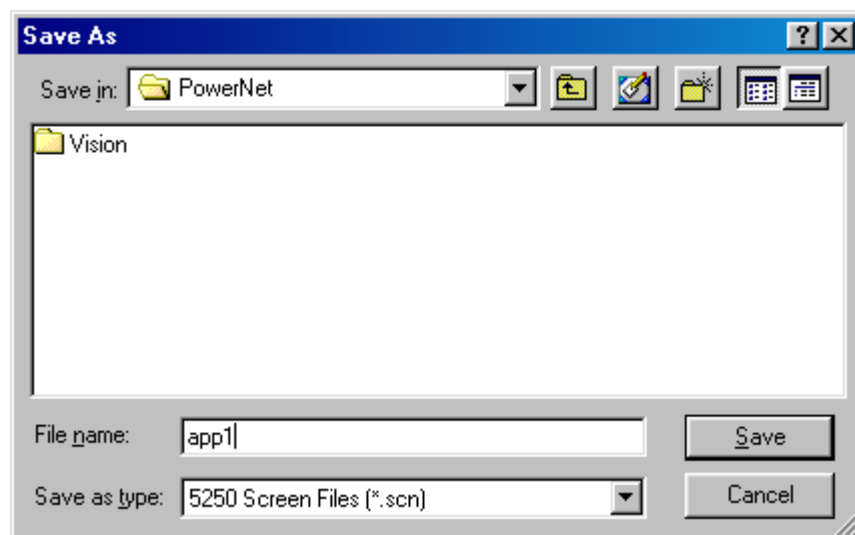 Save As
Save in: PowerNet
Vision
File name: app1 Save
Save as type: 5250 Screen Files (*.scn) Cancel